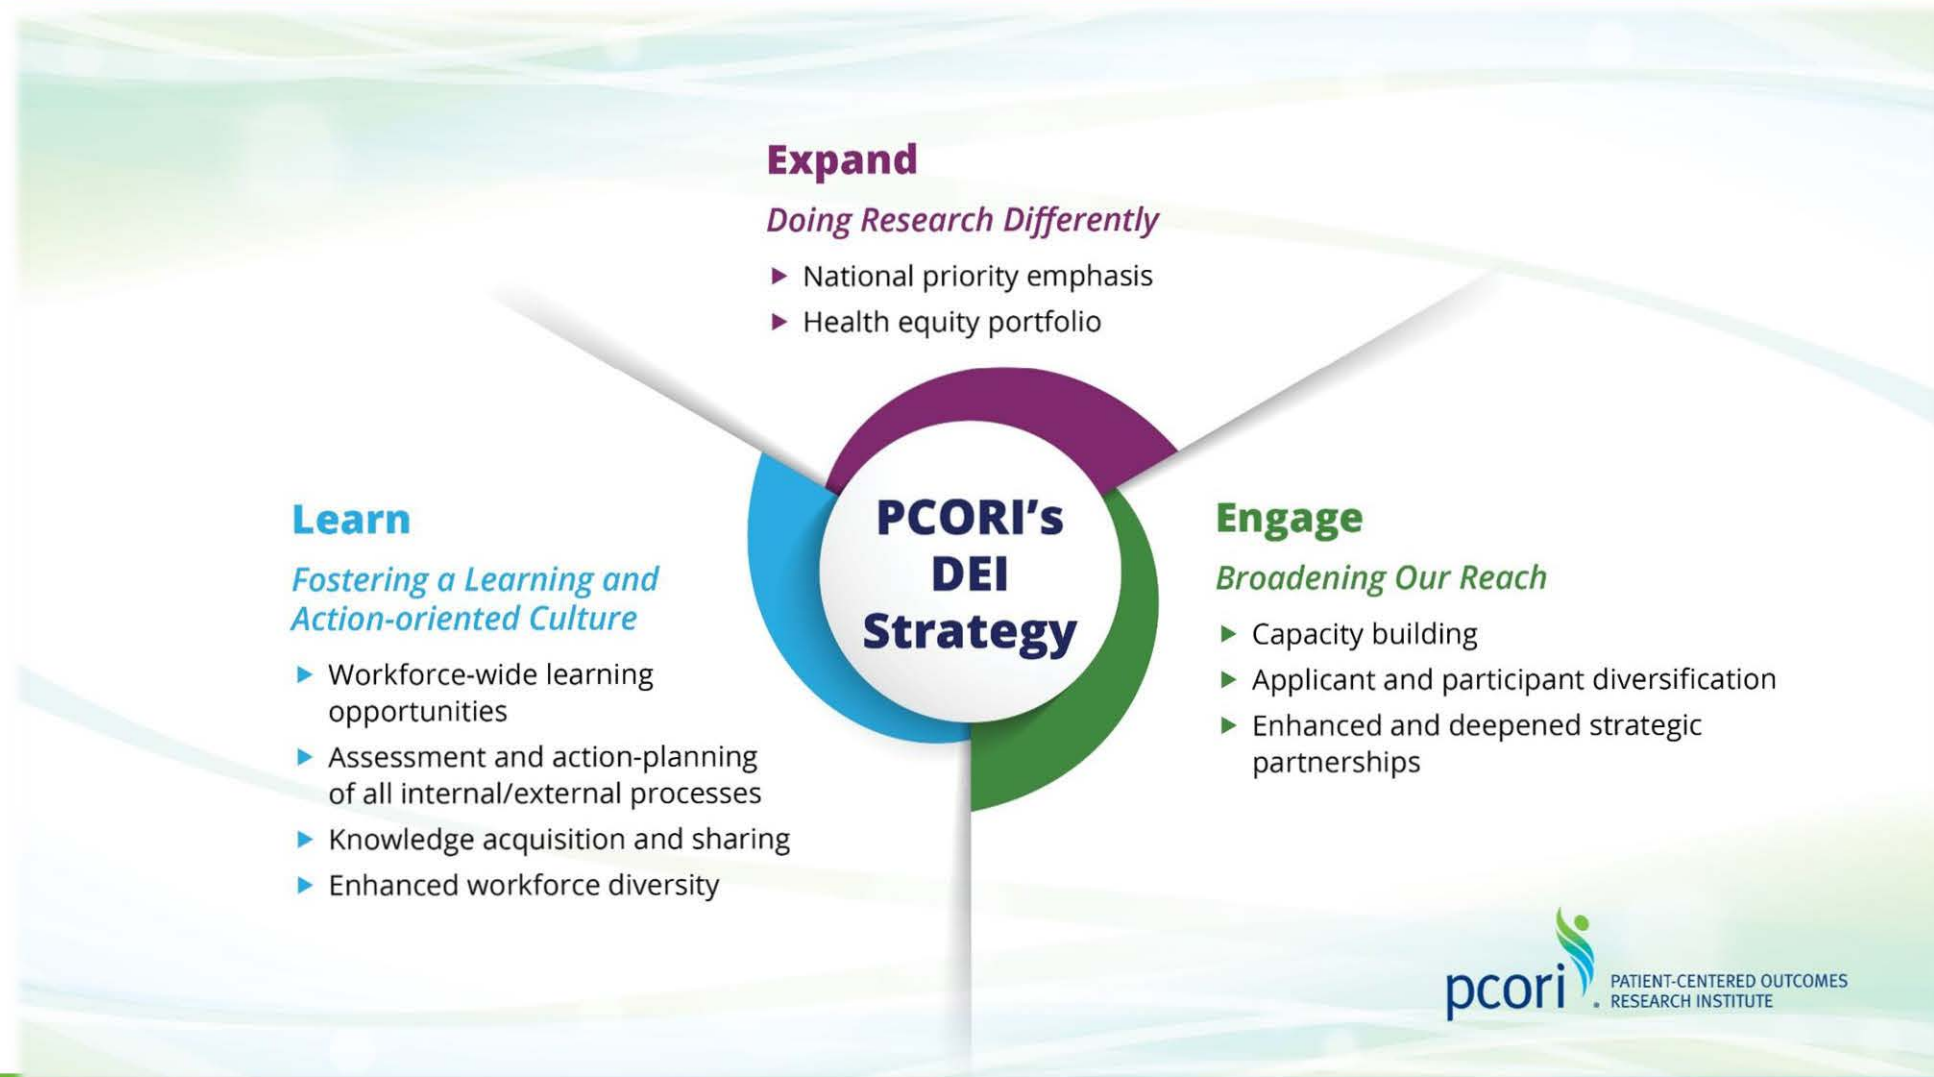 Expand
Doing Research Differently
▶ National priority emphasis
▶ Health equity portfolio
PCORI's
DEI
Strategy
Learn
Fostering a Learning and
Action-oriented Culture
▶ Workforce-wide learning
opportunities
▶ Assessment and action-planning
of all internal/external processes
▶ Knowledge acquisition and sharing
▶ Enhanced workforce diversity
Engage
Broadening Our Reach
▶ Capacity building
▶ Applicant and participant diversification
▶ Enhanced and deepened strategic
partnerships
pcori®
PATIENT-CENTERED OUTCOMES
RESEARCH INSTITUTE